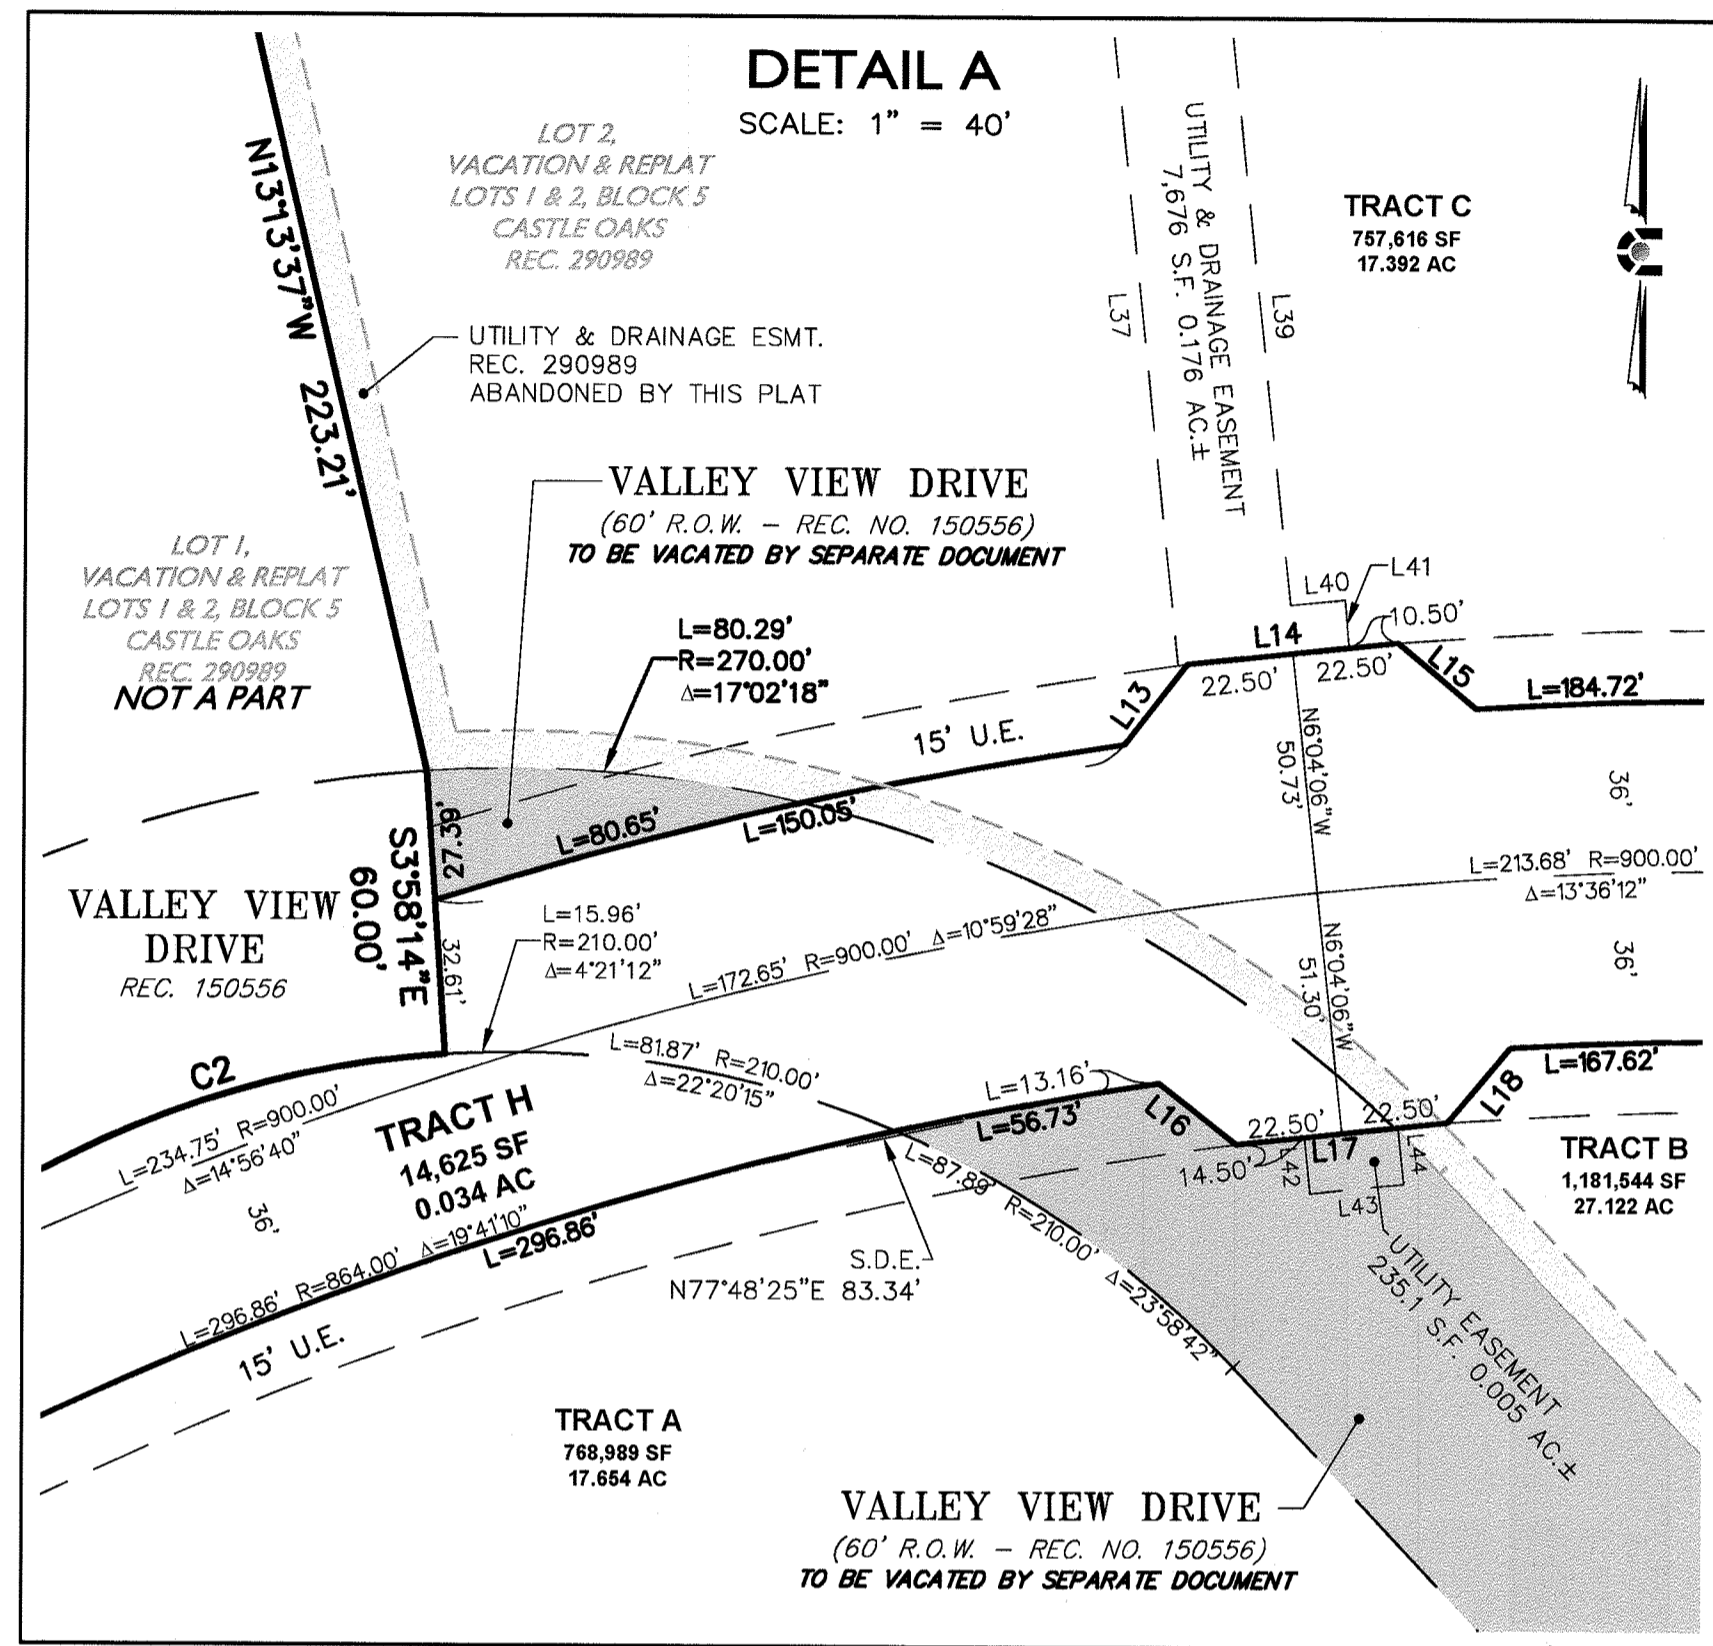 DETAIL A
SCALE: 1" = 40'
N13°13'37"W 223.21'
LOT 2,
VACATION & REPLAT
LOTS 1 & 2, BLOCK 5
CASTLE OAKS
REC. 290989
UTILITY & DRAINAGE ESMT.
REC. 290989
ABANDONED BY THIS PLAT
UTILITY & DRAINAGE EASEMENT
7,676 S.F. 0.176 AC.±
L37
L39
TRACT C
757,616 SF
17.392 AC
VALLEY VIEW DRIVE
(60' R.O.W. – REC. NO. 150556)
TO BE VACATED BY SEPARATE DOCUMENT
LOT 1,
VACATION & REPLAT
LOTS 1 & 2, BLOCK 5
CASTLE OAKS
REC. 290989
NOT A PART
L=80.29'
R=270.00'
Δ=17°02'18"
L40
L41
10.50'
L14
22.50'
22.50'
L13
L15
L=184.72'
15' U.E.
N6°04'06"W
50.73'
36'
27.39'
L=80.65'
L=150.05'
S3°58'14"E
60.00'
32.61'
VALLEY VIEW
DRIVE
REC. 150556
L=15.96'
R=210.00'
Δ=4°21'12"
L=172.65' R=900.00' Δ=10°59'28"
L=213.68' R=900.00'
Δ=13°36'12"
N6°04'06"W
51.30'
36'
C2
L=81.87' R=210.00'
Δ=22°20'15"
L=13.16'
L=56.73'
L16
22.50'
22.50'
L17
L18
L=167.62'
14.50'
L42
L43
L44
TRACT B
1,181,544 SF
27.122 AC
L=234.75' R=900.00'
Δ=14°56'40"
36'
TRACT H
14,625 SF
0.034 AC
L=296.86' R=864.00' Δ=19°41'10"
L=296.86'
15' U.E.
S.D.E.
N77°48'25"E 83.34'
L=87.89' R=210.00' Δ=23°58'42"
UTILITY EASEMENT
235.1 S.F. 0.005 AC.±
TRACT A
768,989 SF
17.654 AC
VALLEY VIEW DRIVE
(60' R.O.W. – REC. NO. 150556)
TO BE VACATED BY SEPARATE DOCUMENT